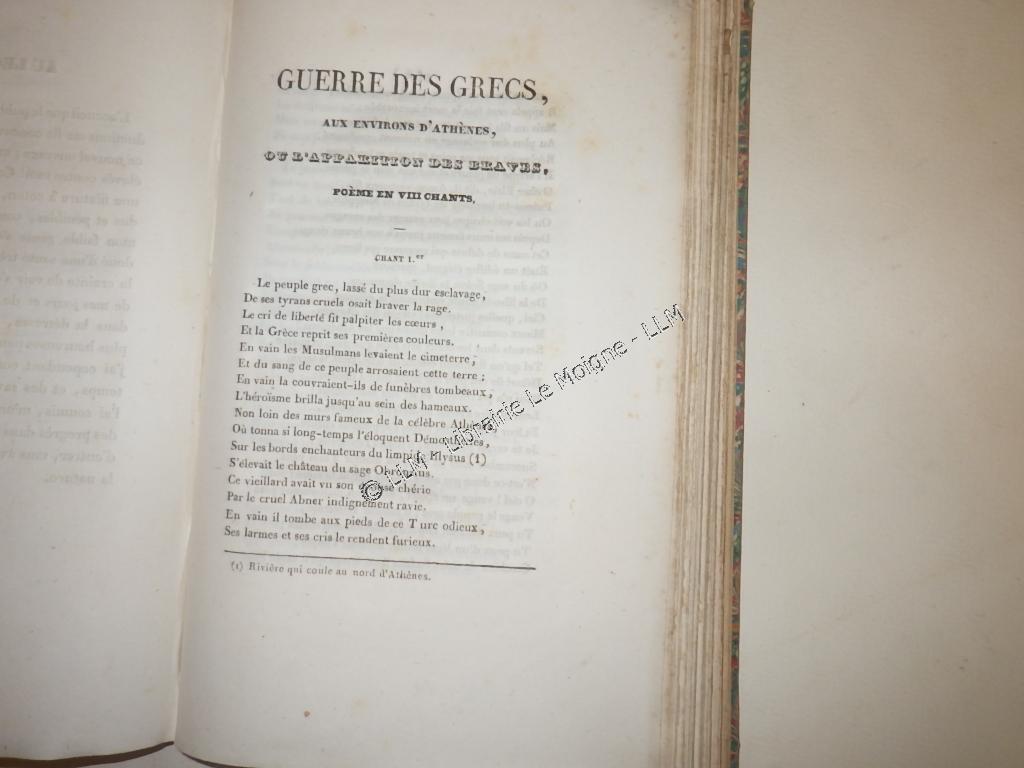 GUERRE DES GRECS,
AUX ENVIRONS D'ATHÈNES,
OU L'APPARITION DES BRAVES,
POÈME EN VIII CHANTS.
CHANT I.er
Le peuple grec, lassé du plus dur esclavage,
De ses tyrans cruels osait braver la rage.
Le cri de liberté fit palpiter les cœurs,
Et la Grèce reprit ses premières couleurs.
En vain les Musulmans levaient le cimeterre;
Et du sang de ce peuple arrosaient cette terre;
En vain la couvraient-ils de funèbres tombeaux,
L'héroïsme brilla jusqu'au sein des hameaux.
Non loin des murs fameux de la célèbre
Où tonna si long-temps l'éloquent
Sur les bords enchanteurs du limpide Illysus (1)
S'élevait le château du sage
Ce vieillard avait vu son épouse chérie
Par le cruel Abner indignement ravie.
En vain il tombe aux pieds de ce Turc odieux,
Ses larmes et ses cris le rendent furieux.
(1) Rivière qui coule au nord d'Athènes.
© LLM - Librairie Le Moigne - LLM